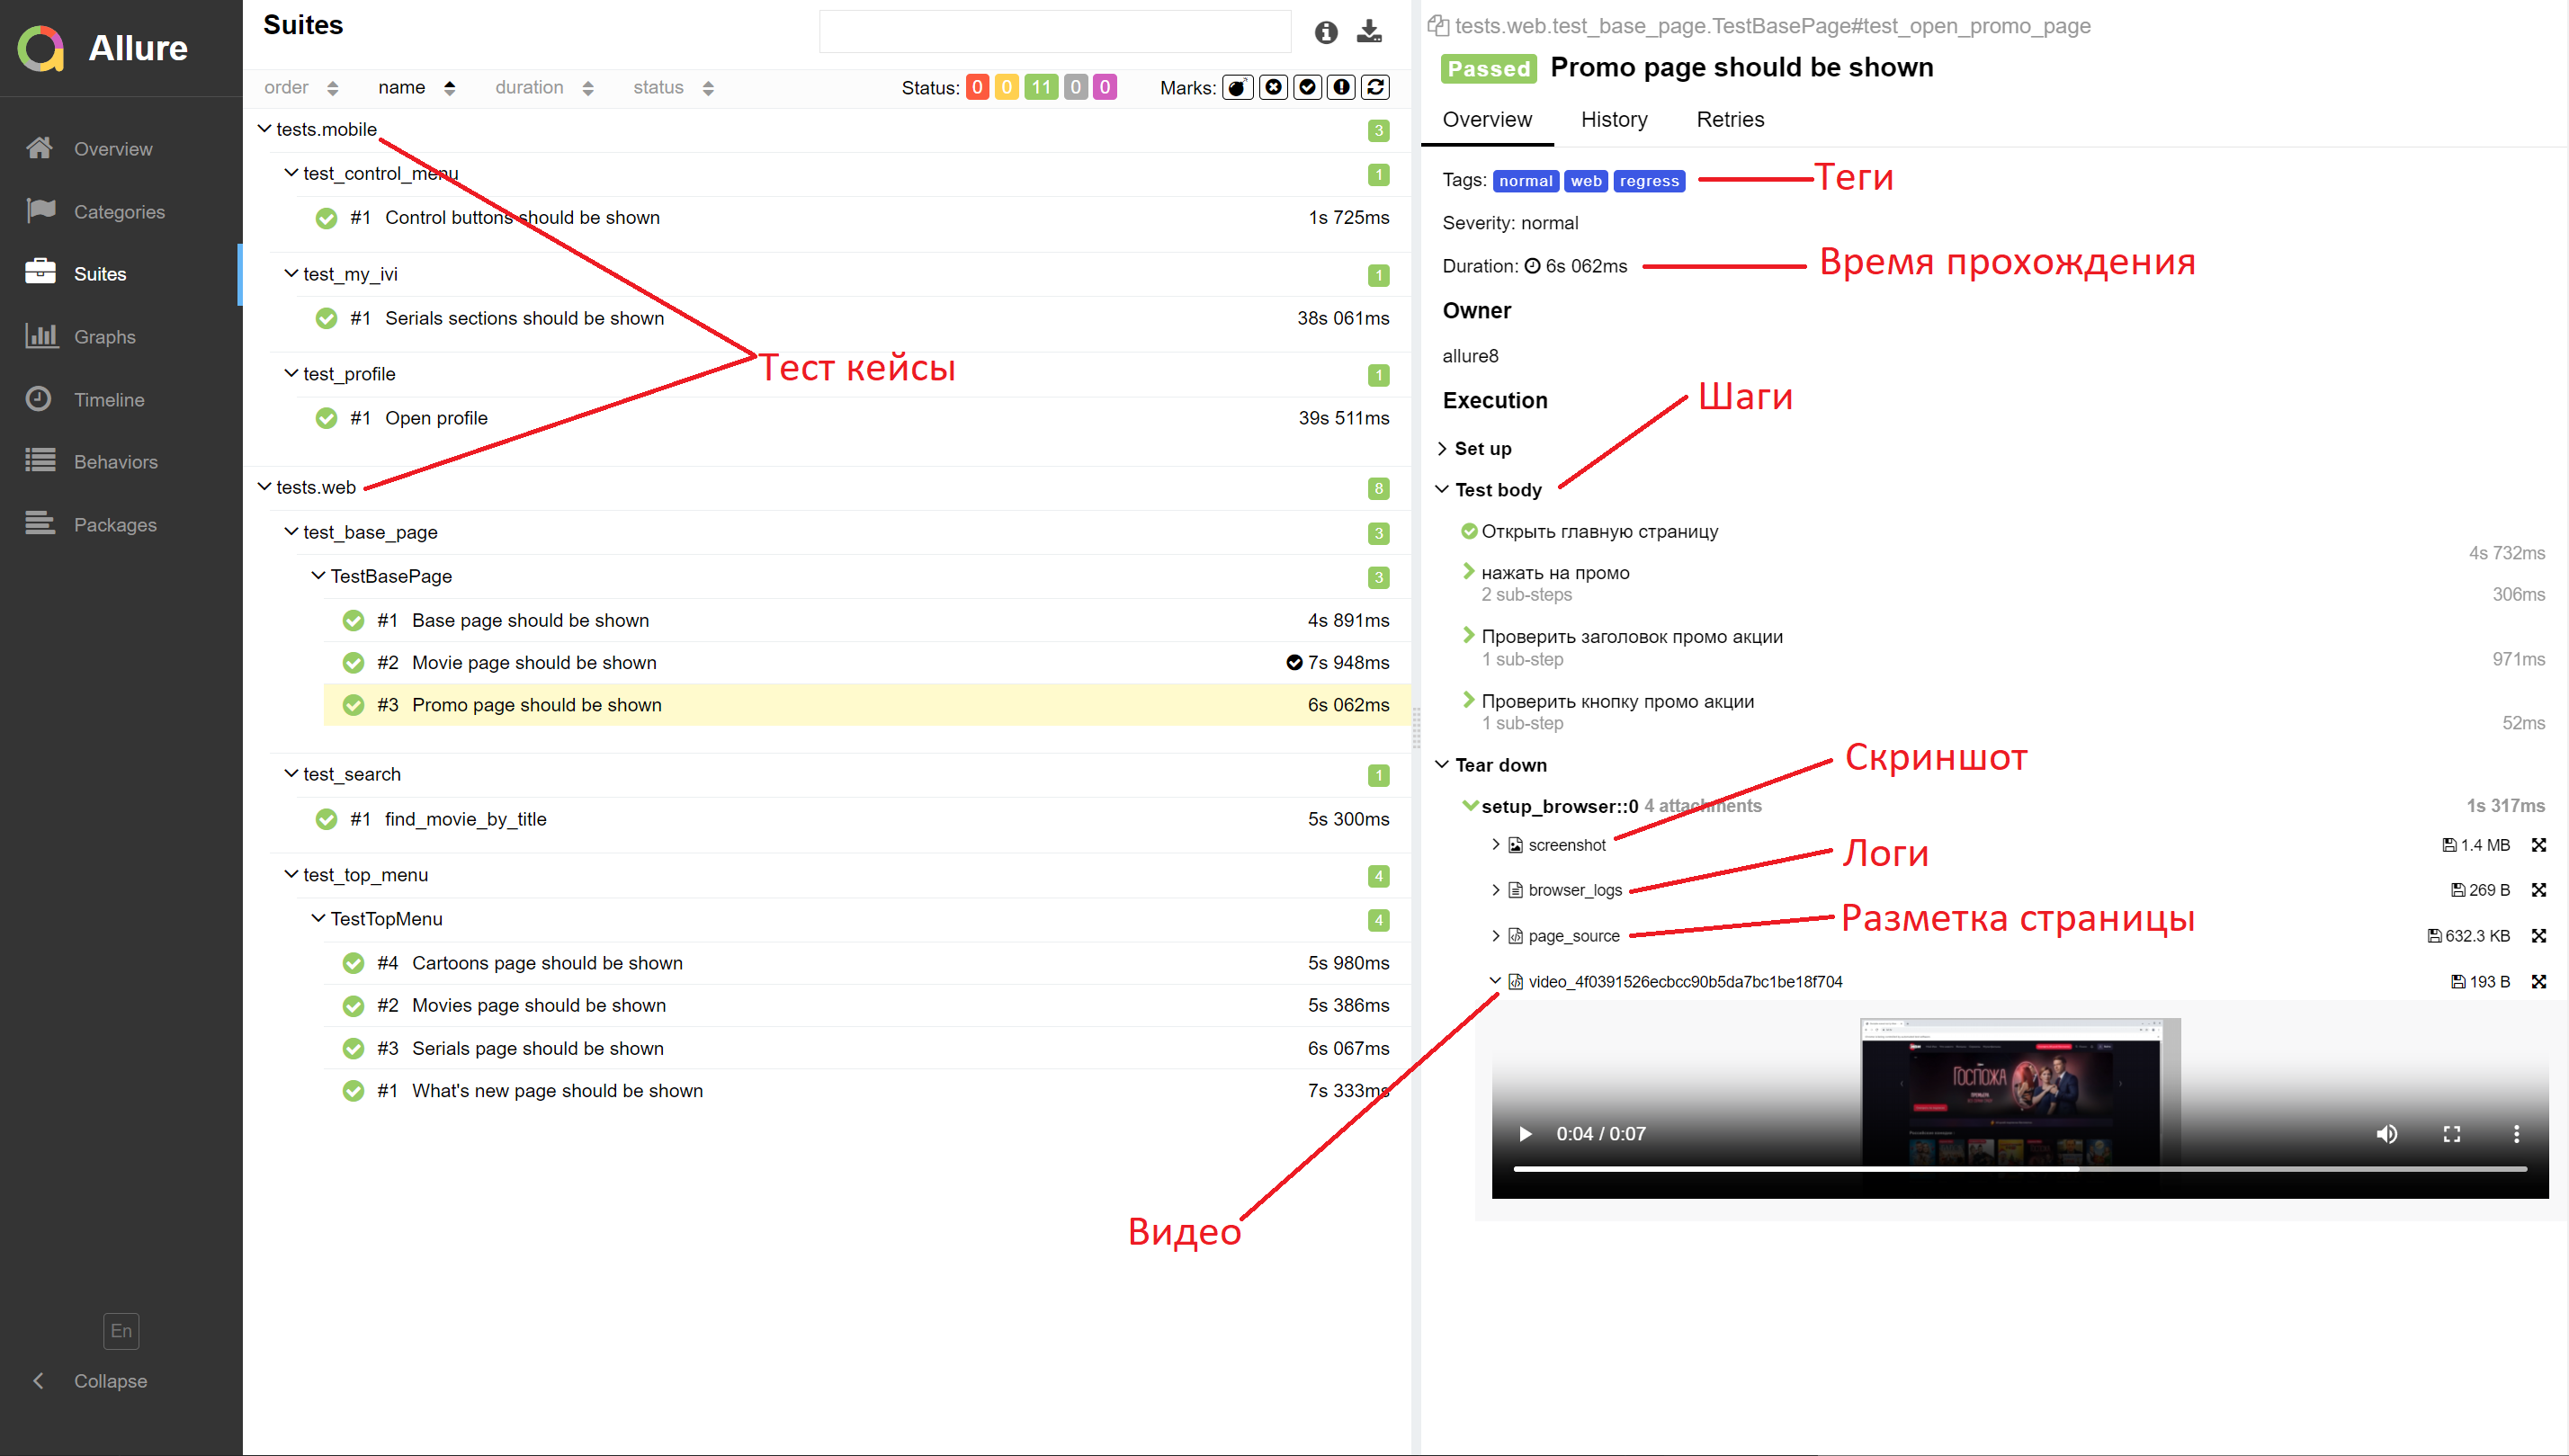 Allure
Overview
Categories
Suites
Graphs
Timeline
Behaviors
Packages
En
Collapse
Suites
order name duration status Status: 0 0 11 0 0 Marks:
tests.mobile 3
test_control_menu 1
#1 Control buttons should be shown 1s 725ms
test_my_ivi 1
#1 Serials sections should be shown 38s 061ms
Тест кейсы
test_profile 1
#1 Open profile 39s 511ms
tests.web 8
test_base_page 3
TestBasePage 3
#1 Base page should be shown 4s 891ms
#2 Movie page should be shown 7s 948ms
#3 Promo page should be shown 6s 062ms
test_search 1
#1 find_movie_by_title 5s 300ms
test_top_menu 4
TestTopMenu 4
#4 Cartoons page should be shown 5s 980ms
#2 Movies page should be shown 5s 386ms
#3 Serials page should be shown 6s 067ms
#1 What's new page should be shown 7s 333ms
Видео
tests.web.test_base_page.TestBasePage#test_open_promo_page
Passed Promo page should be shown
Overview History Retries
Tags: normal web regress Теги
Severity: normal
Duration: 6s 062ms Время прохождения
Owner
allure8
Шаги
Execution
Set up
Test body
Открыть главную страницу
4s 732ms
нажать на промо
2 sub-steps 306ms
Проверить заголовок промо акции
1 sub-step 971ms
Проверить кнопку промо акции
1 sub-step 52ms
Скриншот
Tear down
setup_browser::0 4 attachments 1s 317ms
screenshot 1.4 MB
Логи
browser_logs 269 B
Разметка страницы
page_source 632.3 KB
video_4f0391526ecbcc90b5da7bc1be18f704 193 B
ГОСПОЖА
0:04 / 0:07